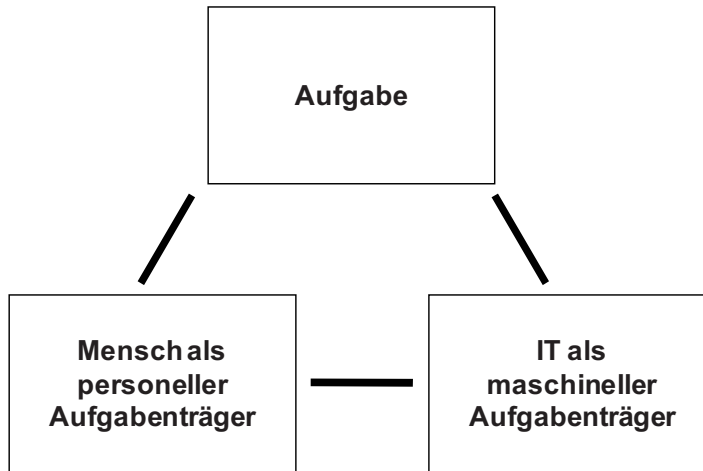 Aufgabe
Mensch als
personeller
Aufgabenträger
IT als
maschineller
Aufgabenträger